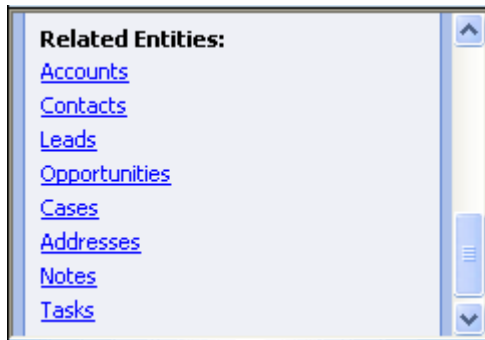 Related Entities:
Accounts
Contacts
Leads
Opportunities
Cases
Addresses
Notes
Tasks